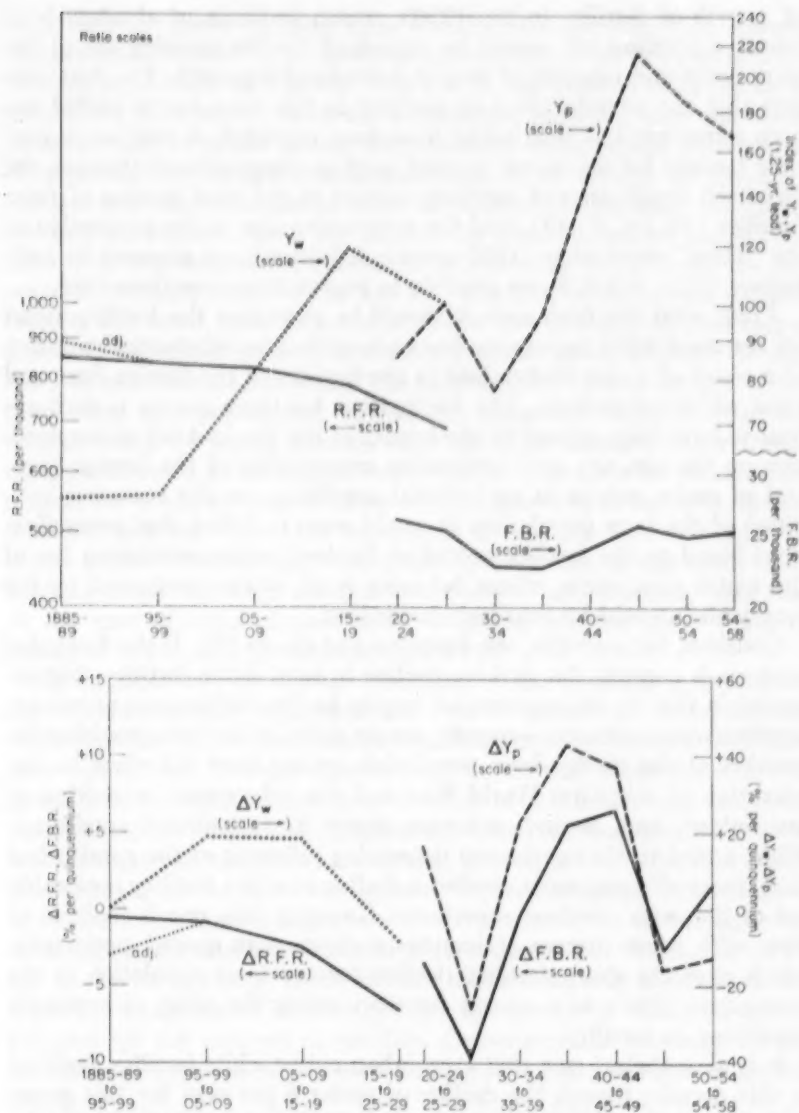 Ratio scales
240
220
200
180
160
140
120
100
90
80
70
30
25
20
Index of Yw, Yp
(1.25-yr. lead)
F.B.R.
(per thousand)
1,000
900
800
700
600
500
400
R.F.R. (per thousand)
Yp
(scale→)
Yw
(scale→)
adj.
R.F.R.
(←scale)
F.B.R.
(scale→)
1885-
89
95-
99
05-
09
15-
19
20-
24
30-
34
40-
44
50-
54
54-
58
+15
+10
+5
0
-5
-10
Δ R.F.R., Δ F.B.R.
(% per quinquennium)
+60
+40
+20
0
-20
-40
ΔYw, ΔYp
(% per quinquennium)
ΔYp
(scale→)
ΔYw
(scale→)
adj.
ΔR.F.R.
(←scale)
ΔF.B.R.
(←scale)
1885-89
to
95-99
95-99
to
05-09
05-09
to
15-19
15-19
to
25-29
20-24
to
25-29
30-34
to
35-39
40-44
to
45-49
50-54
to
54-58